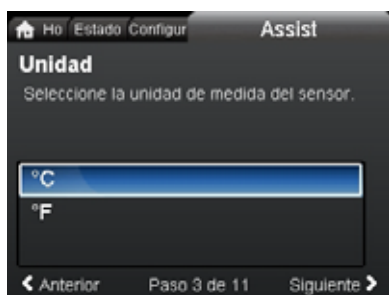 Ho Estado Configur Assist
Unidad
Seleccione la unidad de medida del sensor.
°C
°F
Anterior Paso 3 de 11 Siguiente